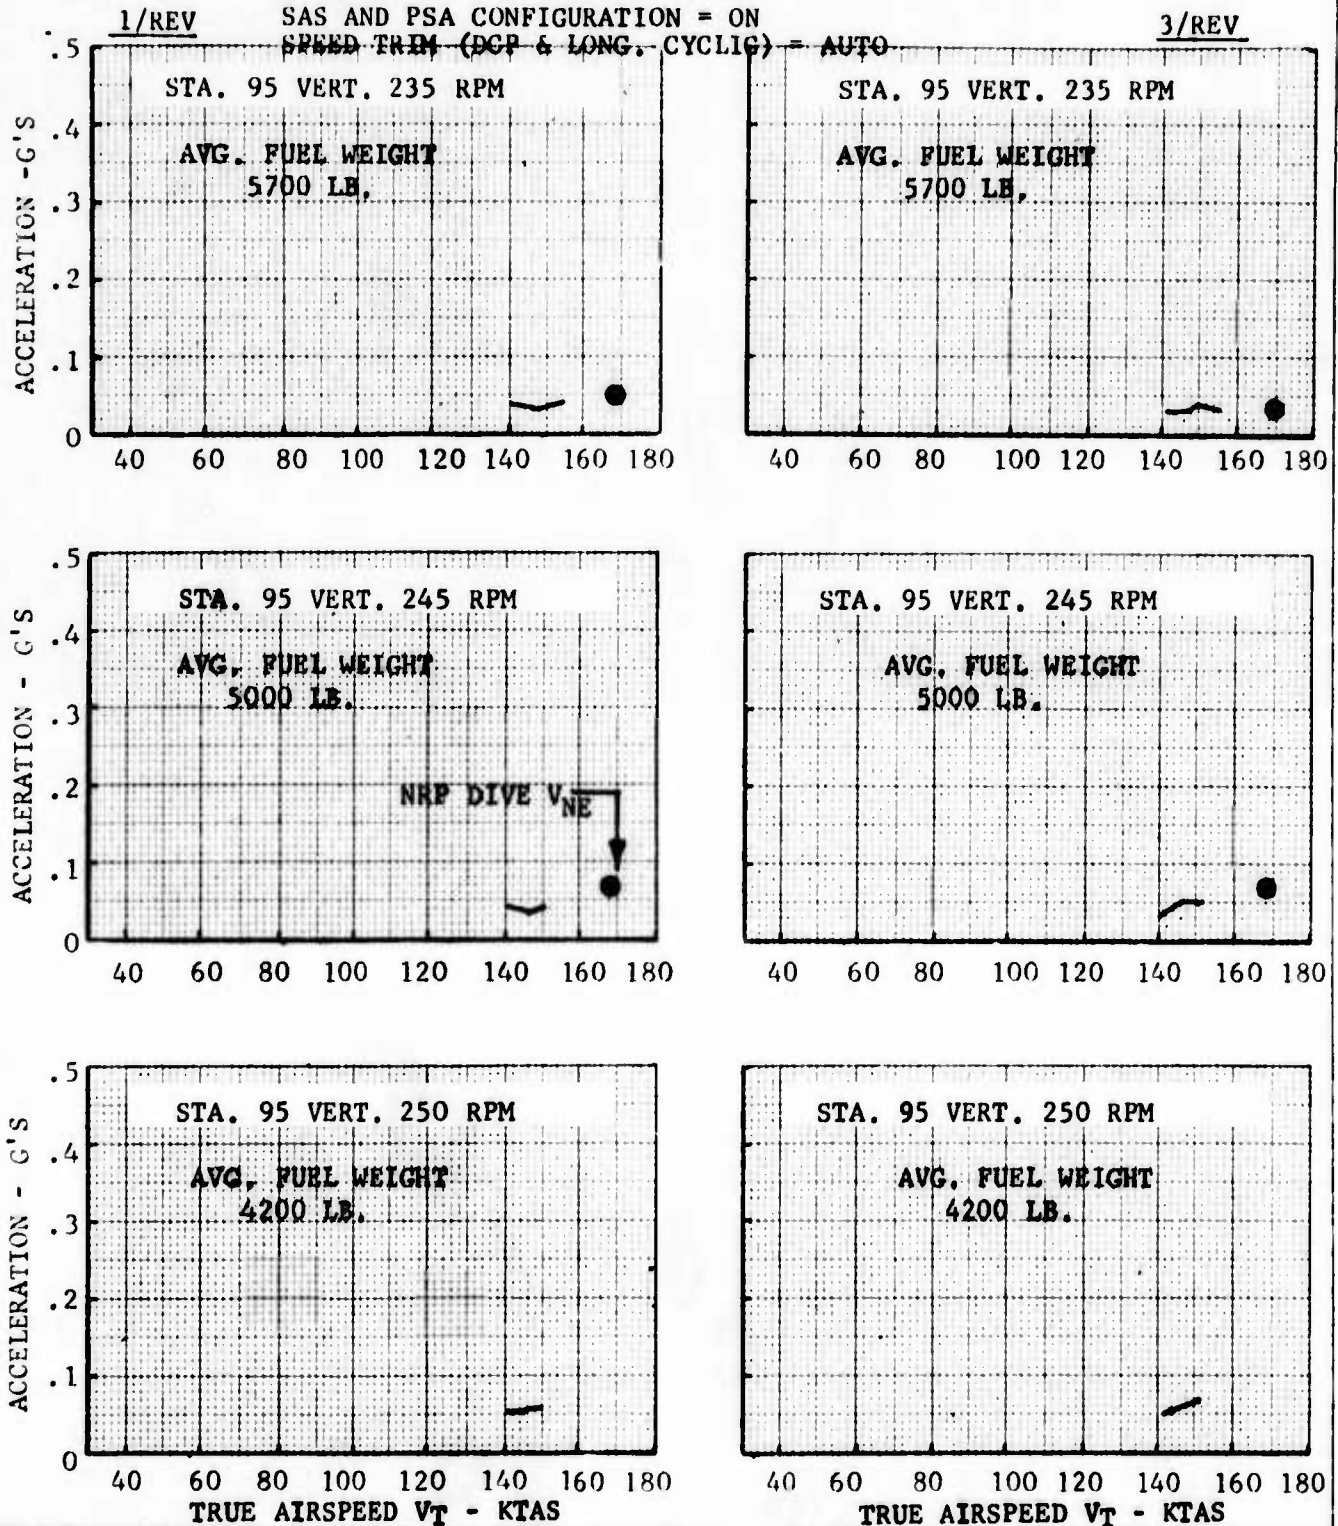 1/REV
SAS AND PSA CONFIGURATION = ON
SPEED TRIM (DCP & LONG. CYCLIC) = AUTO
3/REV
.5
STA. 95 VERT. 235 RPM
.4
AVG. FUEL WEIGHT
5700 LB.
.3
.2
.1
0
ACCELERATION -G'S
40 60 80 100 120 140 160 180
STA. 95 VERT. 235 RPM
AVG. FUEL WEIGHT
5700 LB.
40 60 80 100 120 140 160 180
.5
STA. 95 VERT. 245 RPM
.4
AVG. FUEL WEIGHT
5000 LB.
.3
.2
NRP DIVE VNE
.1
0
ACCELERATION - G'S
40 60 80 100 120 140 160 180
STA. 95 VERT. 245 RPM
AVG. FUEL WEIGHT
5000 LB.
40 60 80 100 120 140 160 180
.5
STA. 95 VERT. 250 RPM
.4
AVG. FUEL WEIGHT
4200 LB.
.3
.2
.1
0
ACCELERATION - G'S
40 60 80 100 120 140 160 180
TRUE AIRSPEED VT - KTAS
STA. 95 VERT. 250 RPM
AVG. FUEL WEIGHT
4200 LB.
40 60 80 100 120 140 160 180
TRUE AIRSPEED VT - KTAS